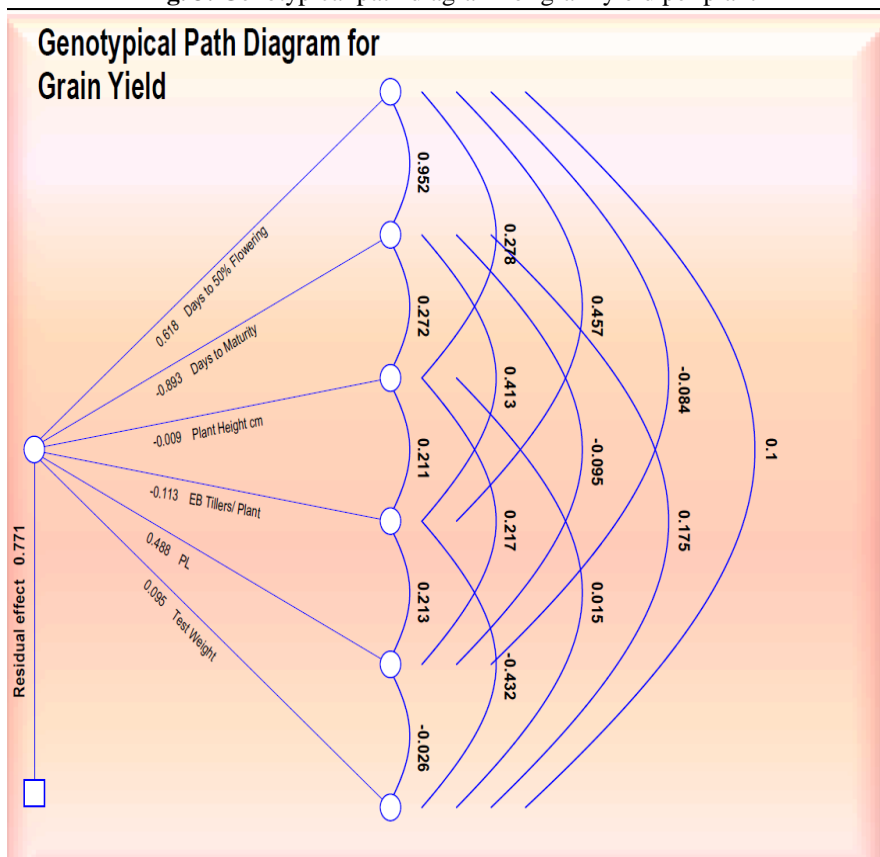 Genotypical Path Diagram for
Grain Yield
0.952
0.278
0.618 Days to 50% Flowering
0.272
0.457
-0.893 Days to Maturity
0.413
-0.084
-0.009 Plant Height cm
0.211
-0.095
0.1
-0.113 EB Tillers/ Plant
0.217
0.175
0.488 PL
0.213
0.015
0.095 Test Weight
-0.432
-0.026
Residual effect 0.771